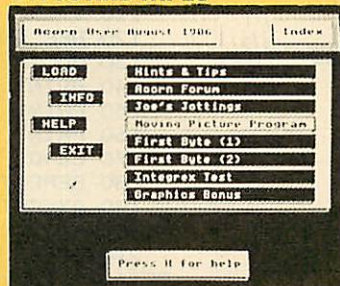 Acorn User August 1986
Index
LOAD
INFO
HELP
EXIT
Hints & Tips
Acorn Forum
Joe's Jottings
Moving Picture Program
First Byte (1)
First Byte (2)
Integrex Test
Graphics Bonus
Press H for help